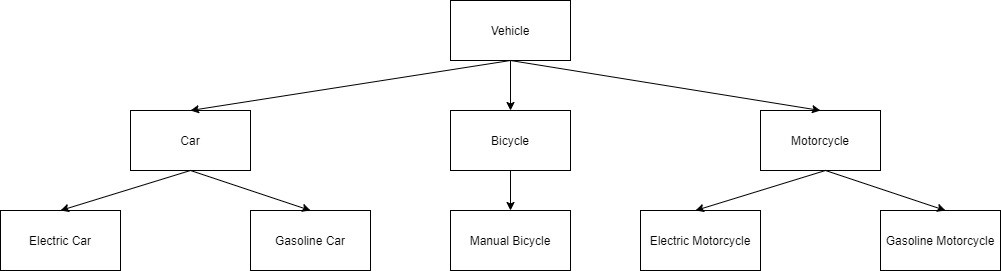 Vehicle
Car
Bicycle
Motorcycle
Electric Car
Gasoline Car
Manual Bicycle
Electric Motorcycle
Gasoline Motorcycle